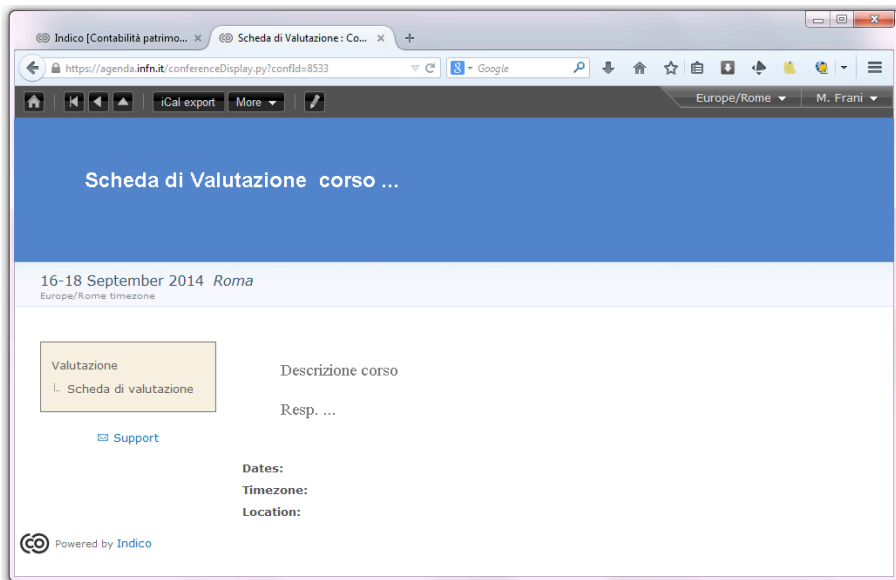 Indico [Contabilità patrimo...
Scheda di Valutazione : Co...
https://agenda.infn.it/conferenceDisplay.py?confId=8533
8 - Google
iCal export
More
Europe/Rome
M. Frani
Scheda di Valutazione corso ...
16-18 September 2014 Roma
Europe/Rome timezone
Valutazione
Scheda di valutazione
Descrizione corso
Resp. ...
Support
Dates:
Timezone:
Location:
Powered by Indico